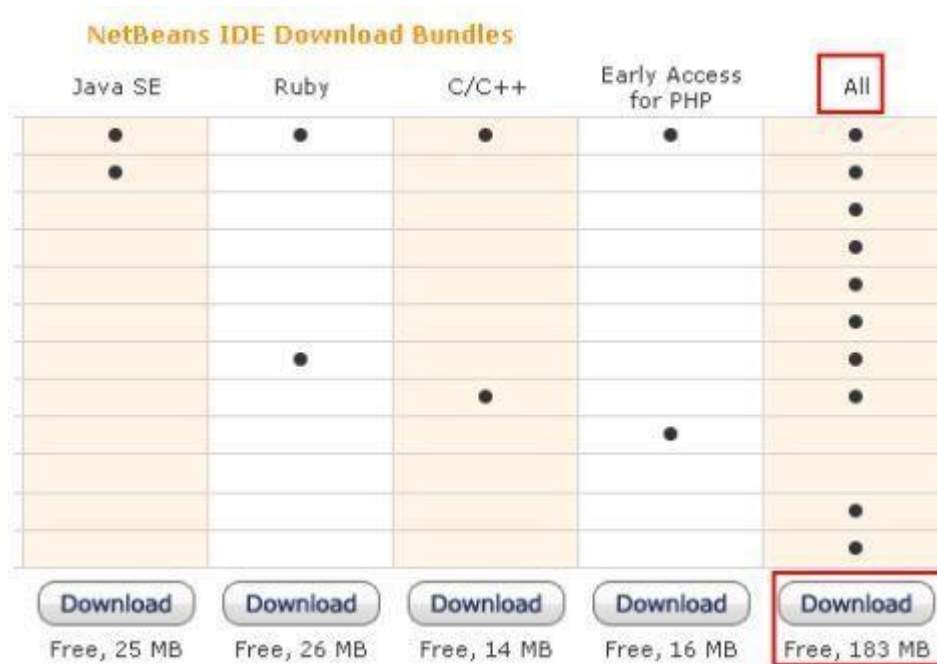 NetBeans IDE Download Bundles
Java SE Ruby C/C++ Early Access for PHP All
Download Download Download Download Download
Free, 25 MB Free, 26 MB Free, 14 MB Free, 16 MB Free, 183 MB